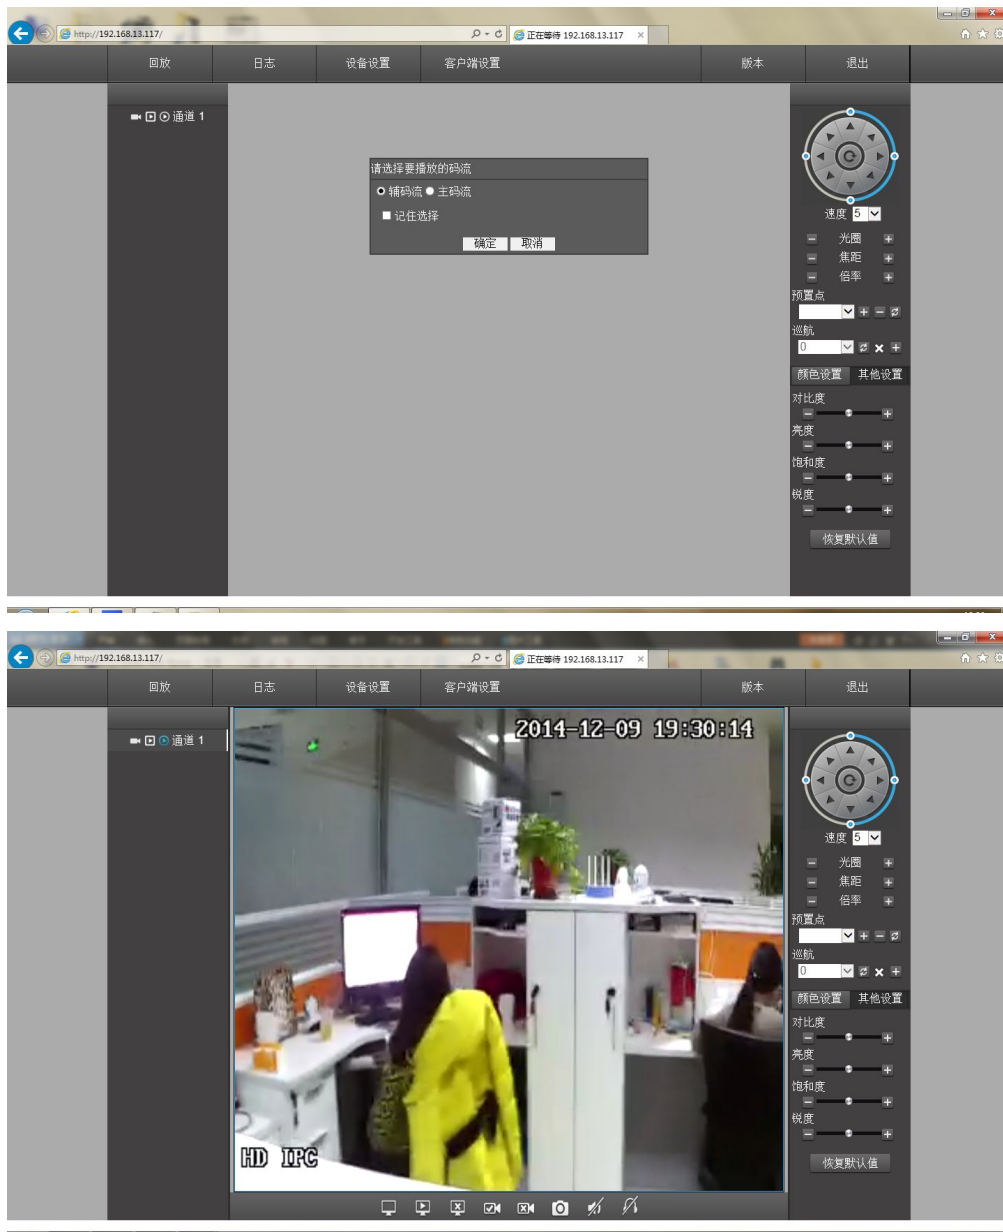 http://192.168.13.117/
正在等待 192.168.13.117
回放 日志 设备设置 客户端设置 版本 退出
通道 1
请选择要播放的码流
辅码流 主码流
记住选择
确定 取消
速度 5
光圈
焦距
倍率
预置点
巡航
0
颜色设置 其他设置
对比度
亮度
饱和度
锐度
恢复默认值
http://192.168.13.117/
正在等待 192.168.13.117
回放 日志 设备设置 客户端设置 版本 退出
通道 1
2014-12-09 19:30:14
HD IPC
速度 5
光圈
焦距
倍率
预置点
巡航
0
颜色设置 其他设置
对比度
亮度
饱和度
锐度
恢复默认值